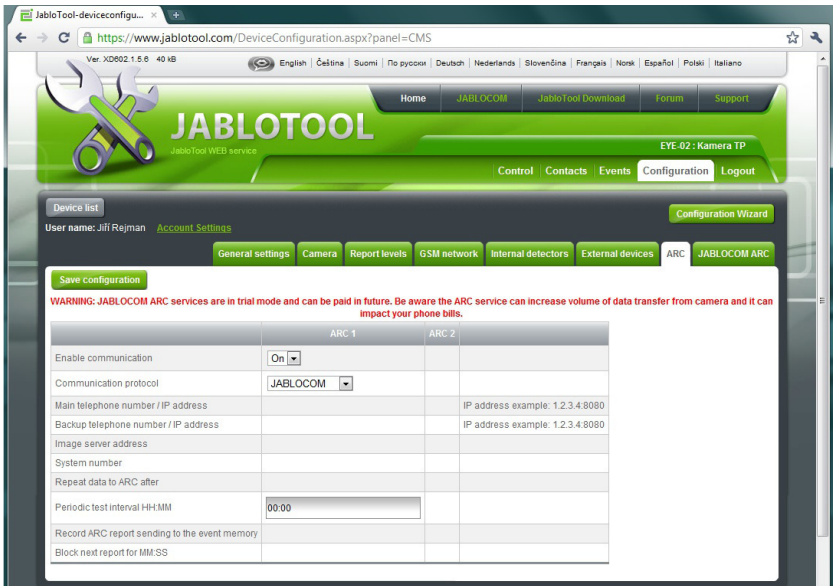 JabloTool-deviceconfigu...
https://www.jablotool.com/DeviceConfiguration.aspx?panel=CMS
Ver. XD602.1.5.6 40 kB
English | Čeština | Suomi | По русски | Deutsch | Nederlands | Slovenčina | Français | Norsk | Español | Polski | Italiano
Home JABLOCOM JabloTool Download Forum Support
JABLOTOOL
JabloTool WEB service
EYE-02 : Kamera TP
Control Contacts Events Configuration Logout
Device list
Configuration Wizard
User name: Jiří Rejman Account Settings
General settings Camera Report levels GSM network Internal detectors External devices ARC JABLOCOM ARC
Save configuration
WARNING: JABLOCOM ARC services are in trial mode and can be paid in future. Be aware the ARC service can increase volume of data transfer from camera and it can
impact your phone bills.
ARC 1 ARC 2
Enable communication On
Communication protocol JABLOCOM
Main telephone number / IP address IP address example: 1.2.3.4:8080
Backup telephone number / IP address IP address example: 1.2.3.4:8080
Image server address
System number
Repeat data to ARC after
Periodic test interval HH:MM 00:00
Record ARC report sending to the event memory
Block next report for MM:SS